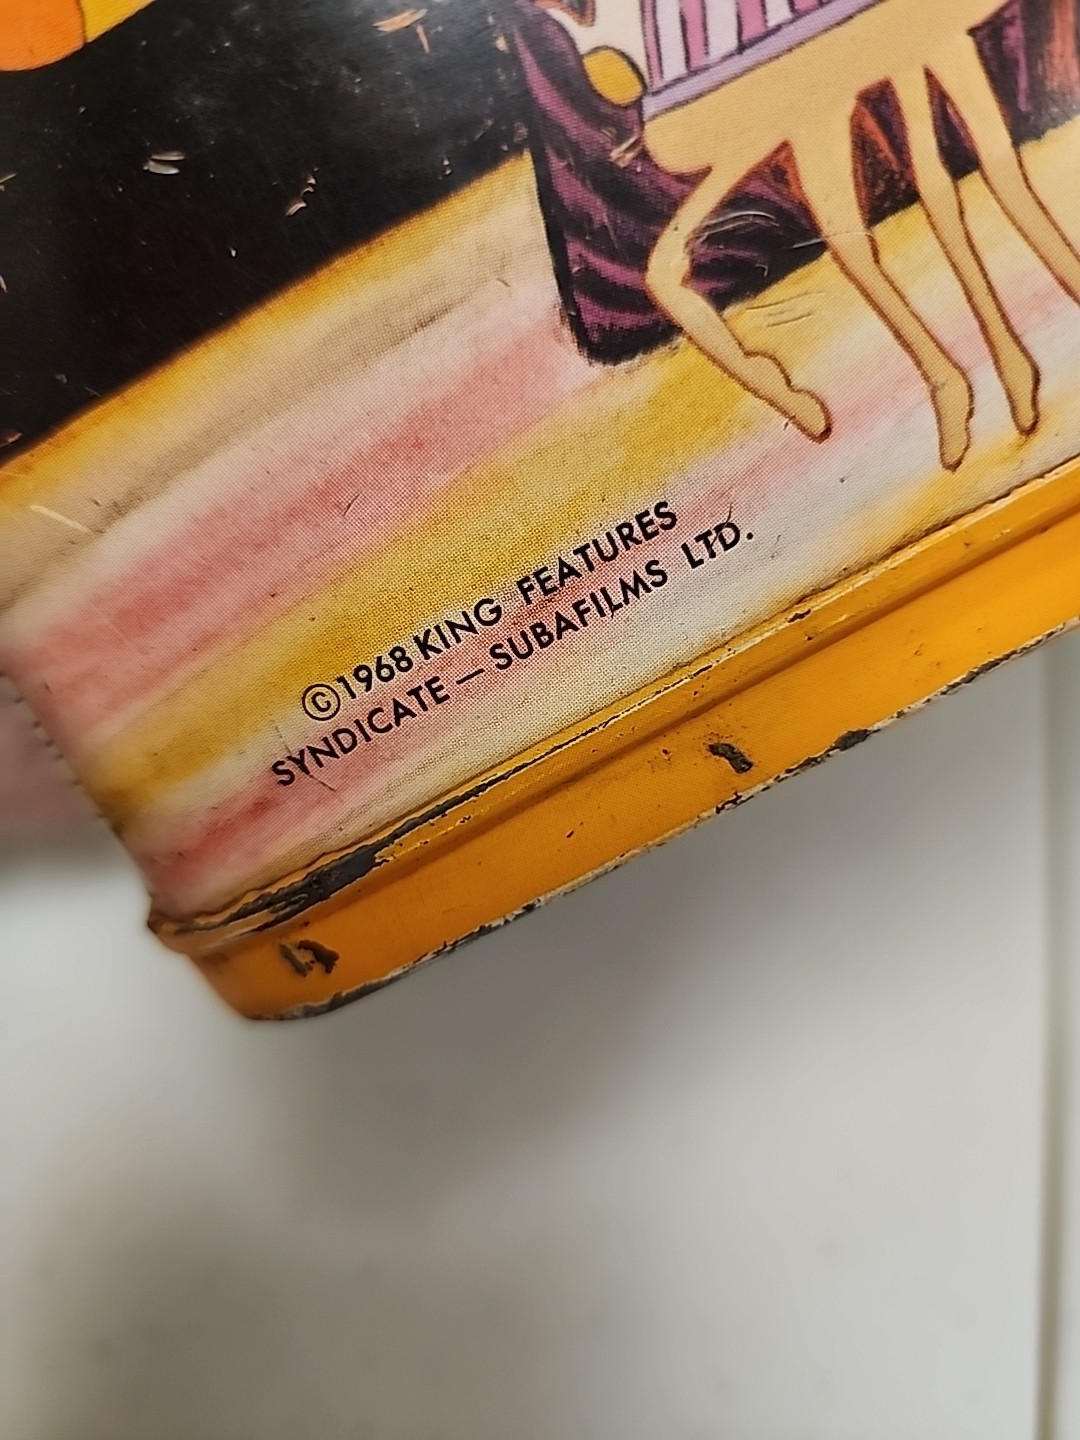 ©1968 KING FEATURES
SYNDICATE — SUBAFILMS LTD.